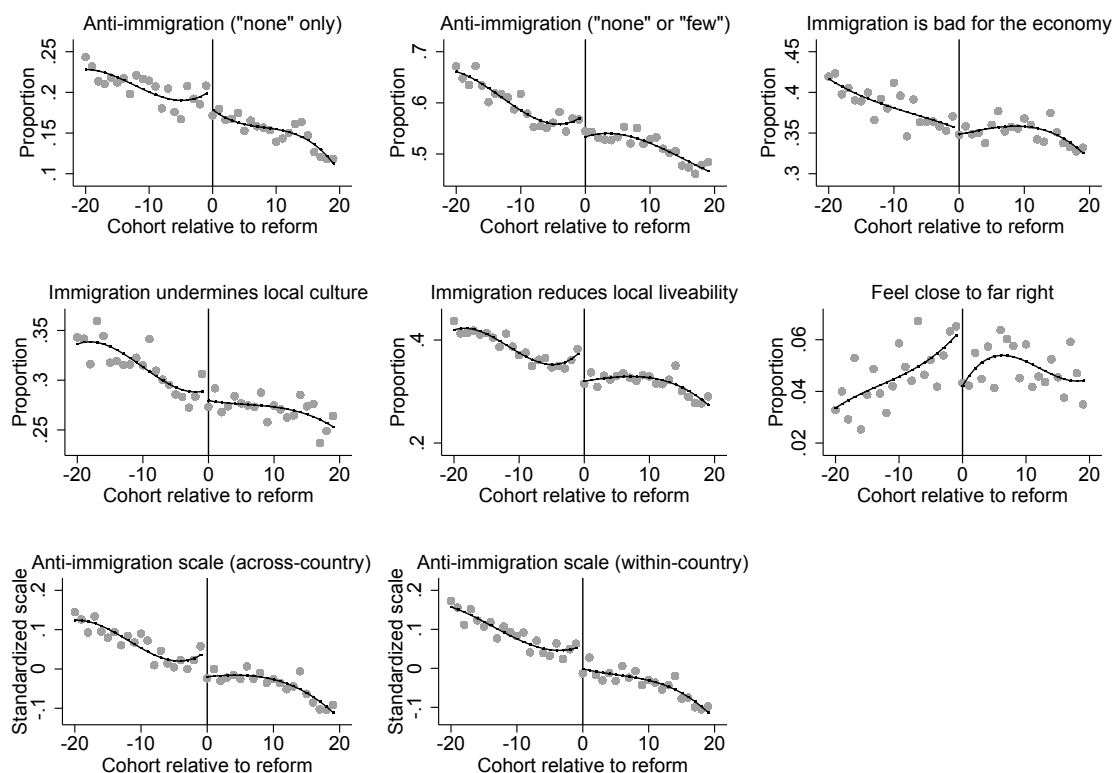 Anti-immigration ("none" only)
Proportion
.1 .15 .2 .25
-20 -10 0 10 20
Cohort relative to reform
Anti-immigration ("none" or "few")
Proportion
.5 .6 .7
-20 -10 0 10 20
Cohort relative to reform
Immigration is bad for the economy
Proportion
.3 .35 .4 .45
-20 -10 0 10 20
Cohort relative to reform
Immigration undermines local culture
Proportion
.25 .3 .35
-20 -10 0 10 20
Cohort relative to reform
Immigration reduces local liveability
Proportion
.2 .3 .4
-20 -10 0 10 20
Cohort relative to reform
Feel close to far right
Proportion
.02 .04 .06
-20 -10 0 10 20
Cohort relative to reform
Anti-immigration scale (across-country)
Standardized scale
-.1 0 .1 .2
-20 -10 0 10 20
Cohort relative to reform
Anti-immigration scale (within-country)
Standardized scale
-.1 0 .1 .2
-20 -10 0 10 20
Cohort relative to reform